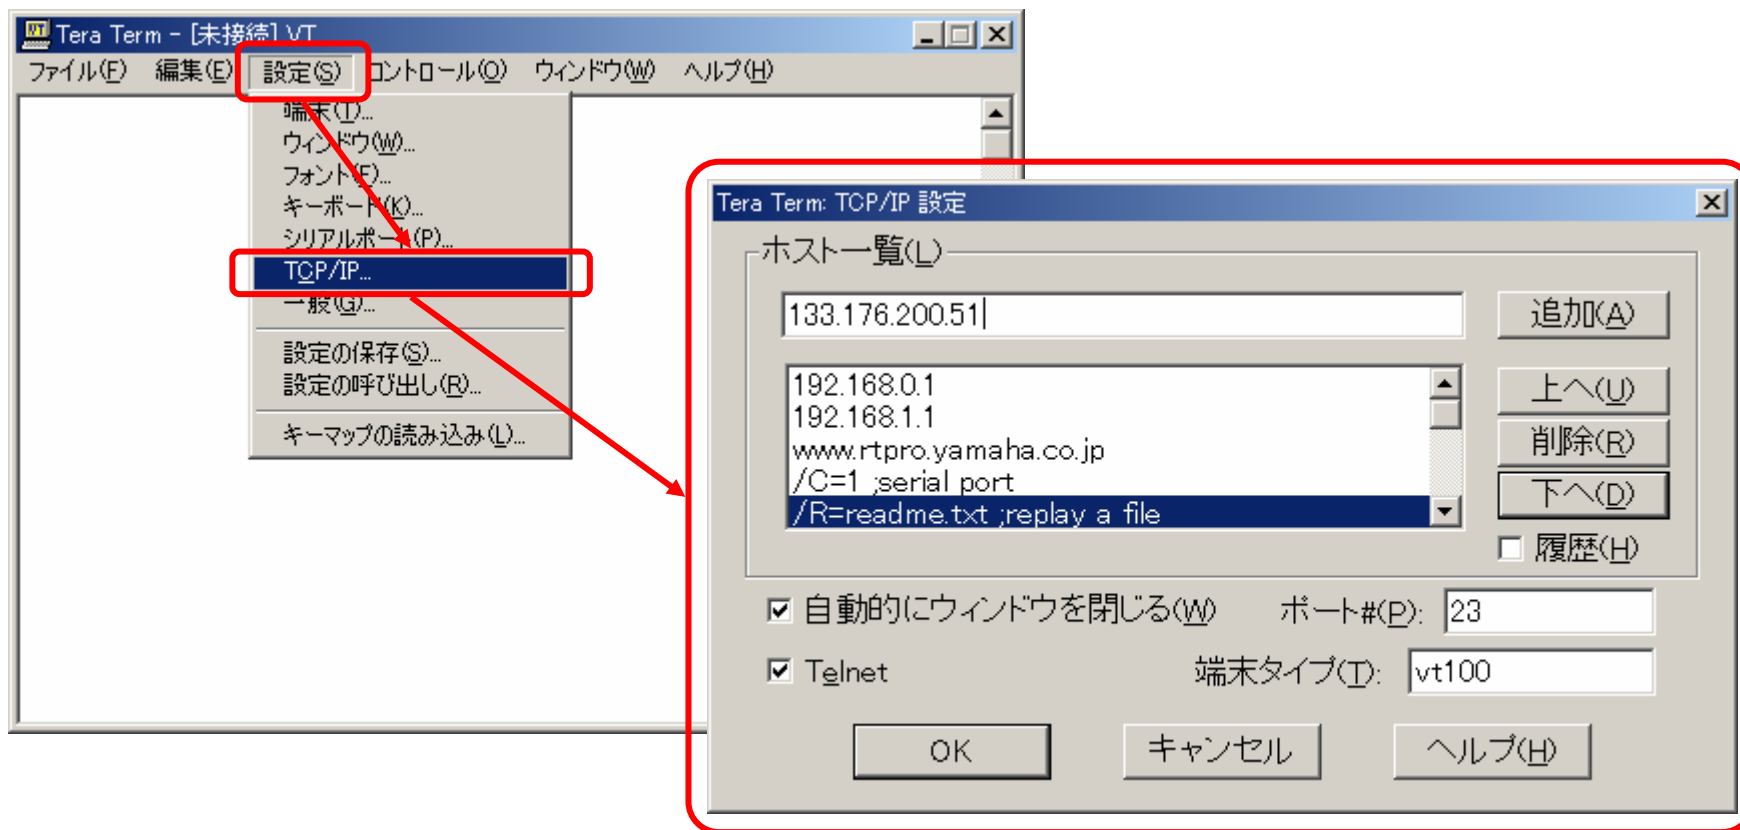 Tera Term - [未接続] VT
ファイル(F) 編集(E) 設定(S) コントロール(O) ウィンドウ(W) ヘルプ(H)
端末(T)...
ウィンドウ(W)...
フォント(F)...
キーボード(K)...
シリアルポート(P)...
TCP/IP...
一般(G)...
設定の保存(S)...
設定の呼び出し(R)...
キーマップの読み込み(L)...
Tera Term: TCP/IP 設定
ホスト一覧(L)
133.176.200.51
追加(A)
192.168.0.1
192.168.1.1
www.rtpro.yamaha.co.jp
/C=1 ;serial port
/R=readme.txt ;replay a file
上へ(U)
削除(R)
下へ(D)
履歴(H)
自動的にウィンドウを閉じる(W) ポート#(P): 23
Telnet 端末タイプ(T): vt100
OK キャンセル ヘルプ(H)